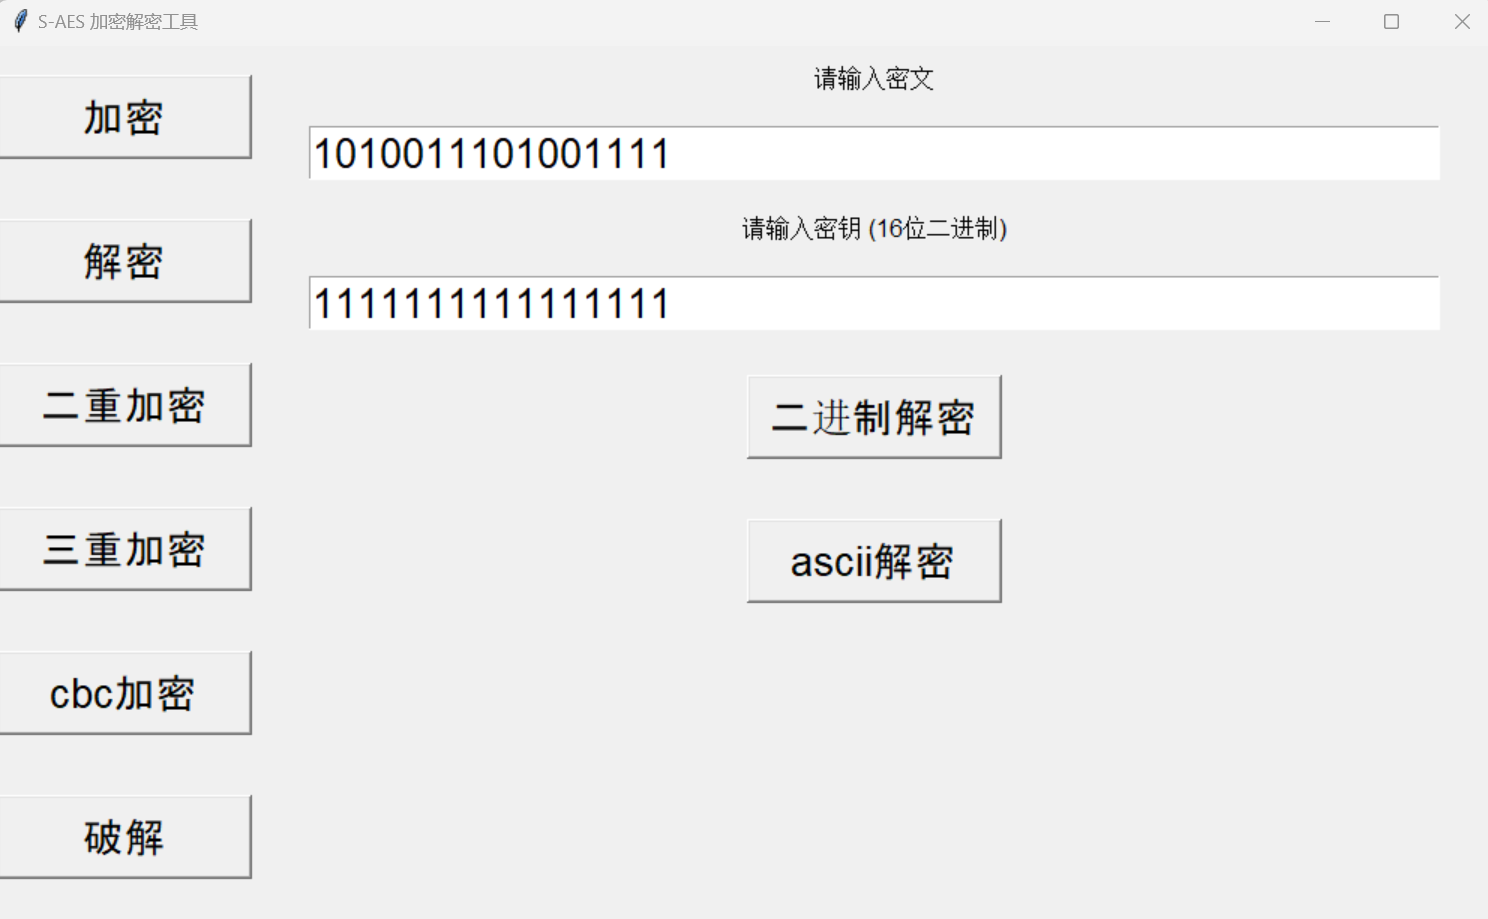 S-AES 加密解密工具
加密
解密
二重加密
三重加密
cbc加密
破解
请输入密文
1010011101001111
请输入密钥 (16位二进制)
1111111111111111
二进制解密
ascii解密